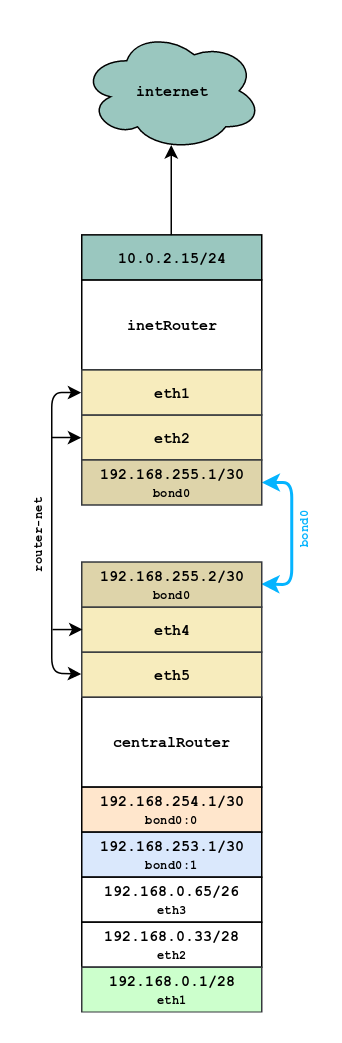 internet
10.0.2.15/24
inetRouter
eth1
eth2
192.168.255.1/30
bond0
router-net
bond0
192.168.255.2/30
bond0
eth4
eth5
centralRouter
192.168.254.1/30
bond0:0
192.168.253.1/30
bond0:1
192.168.0.65/26
eth3
192.168.0.33/28
eth2
192.168.0.1/28
eth1